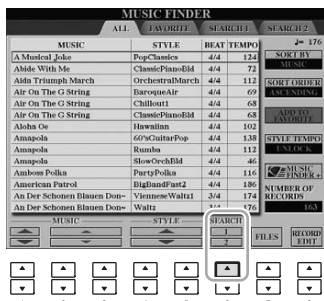 MUSIC FINDER
ALL FAVORITE SEARCH 1 SEARCH 2
MUSIC STYLE BEAT TEMPO
♩= 176
A Musical Joke PopClassics 4/4 124
Abide With Me ClassicPianoBld 4/4 72
Aida Triumph March OrchestralMarch 4/4 112
Air On The G String BaroqueAir 4/4 69
Air On The G String Chillout1 4/4 68
Air On The G String ClassicPianoBld 4/4 68
Aloha Oe Hawaiian 4/4 102
Amapola 60'sGuitarPop 4/4 138
Amapola Rumba 4/4 112
Amapola SlowOrchBld 4/4 46
Amboss Polka PartyPolka 4/4 116
American Patrol BigBandFast2 4/4 186
An Der Schonen Blauen Don~ VienneseWaltz1 3/4 174
An Der Schonen Blauen Don~ Waltz 3/4 176
SORT BY
MUSIC
SORT ORDER
ASCENDING
ADD TO
FAVORITE
STYLE TEMPO
UNLOCK
MUSIC
FINDER+
NUMBER OF
RECORDS
163
MUSIC STYLE SEARCH
1
2
FILES
RECORD
EDIT